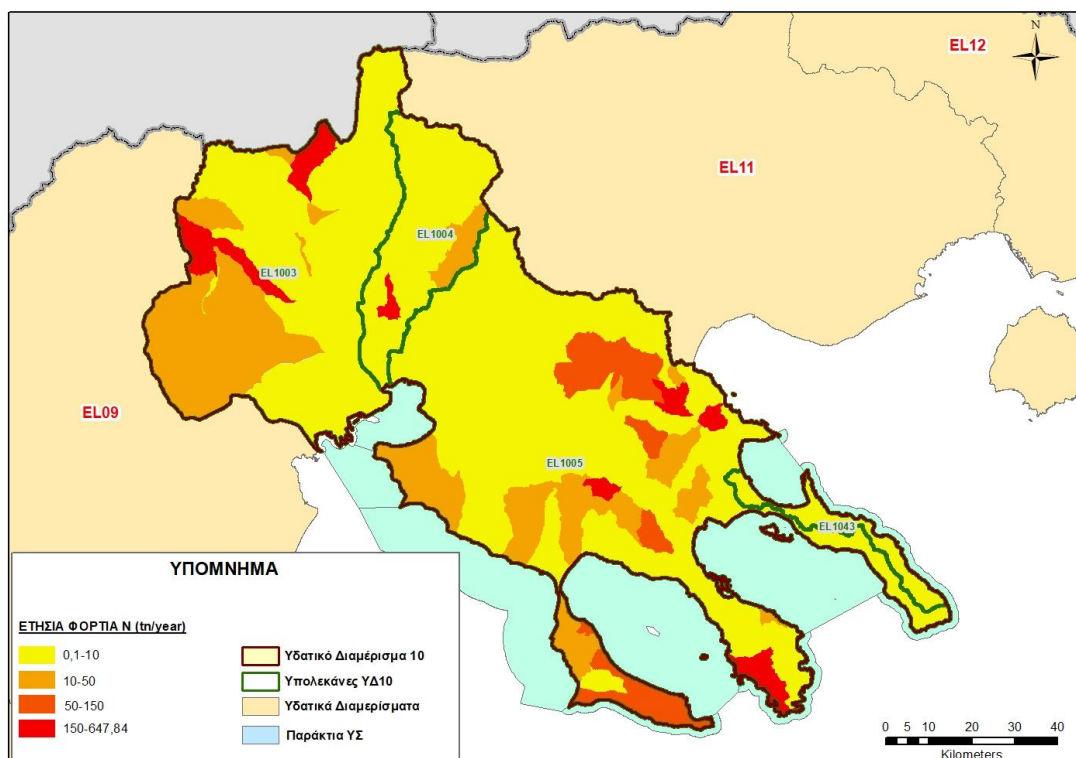 EL12
N
EL11
EL1004
EL1003
EL09
EL1005
EL1043
ΥΠΟΜΝΗΜΑ
ΕΤΗΣΙΑ ΦΟΡΤΙΑ Ν (tn/year)
0,1-10
10-50
50-150
150-647,84
Υδατικό Διαμέρισμα 10
Υπολεκάνες ΥΔ10
Υδατικά Διαμερίσματα
Παράκτια ΥΣ
0 5 10 20 30 40
Kilometers